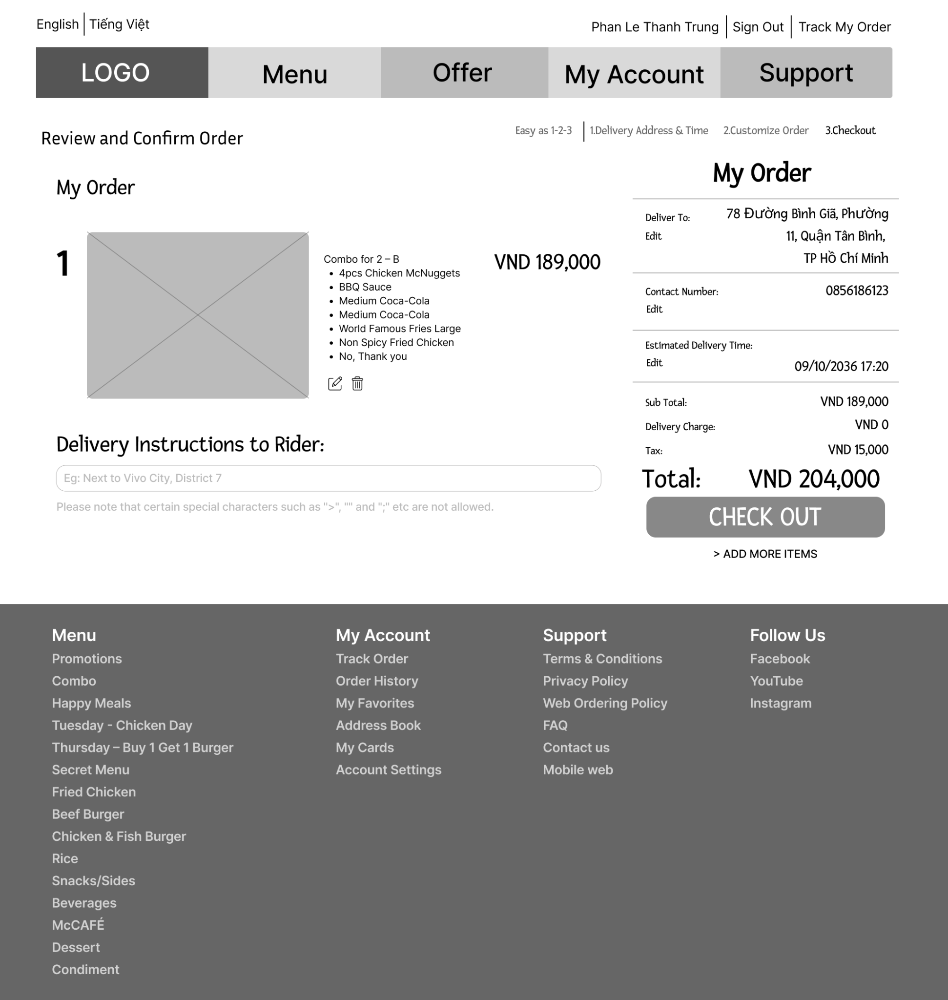 English Tiếng Việt
Phan Le Thanh Trung Sign Out Track My Order
LOGO Menu Offer My Account Support
Review and Confirm Order
Easy as 1-2-3 1.Delivery Address & Time 2.Customize Order 3.Checkout
My Order
1
Combo for 2 – B
• 4pcs Chicken McNuggets
• BBQ Sauce
• Medium Coca-Cola
• Medium Coca-Cola
• World Famous Fries Large
• Non Spicy Fried Chicken
• No, Thank you
VND 189,000
Delivery Instructions to Rider:
Eg: Next to Vivo City, District 7
Please note that certain special characters such as ">", "" and ";" etc are not allowed.
My Order
Deliver To:
Edit
78 Đường Bình Giã, Phường
11, Quận Tân Bình,
TP Hồ Chí Minh
Contact Number: 0856186123
Edit
Estimated Delivery Time:
Edit
09/10/2036 17:20
Sub Total: VND 189,000
Delivery Charge: VND 0
Tax: VND 15,000
Total: VND 204,000
CHECK OUT
> ADD MORE ITEMS
Menu
Promotions
Combo
Happy Meals
Tuesday - Chicken Day
Thursday – Buy 1 Get 1 Burger
Secret Menu
Fried Chicken
Beef Burger
Chicken & Fish Burger
Rice
Snacks/Sides
Beverages
McCAFÉ
Dessert
Condiment
My Account
Track Order
Order History
My Favorites
Address Book
My Cards
Account Settings
Support
Terms & Conditions
Privacy Policy
Web Ordering Policy
FAQ
Contact us
Mobile web
Follow Us
Facebook
YouTube
Instagram